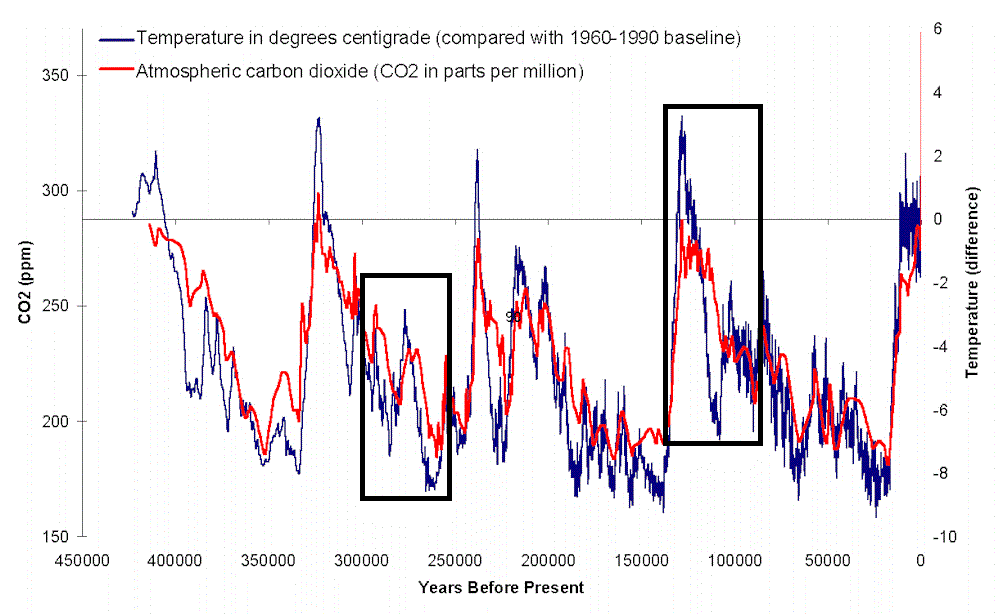 Temperature in degrees centigrade (compared with 1960-1990 baseline)
Atmospheric carbon dioxide (CO2 in parts per million)
350
300
250
200
150
CO2 (ppm)
6
4
2
0
-2
-4
-6
-8
-10
Temperature (difference)
450000 400000 350000 300000 250000 200000 150000 100000 50000 0
Years Before Present